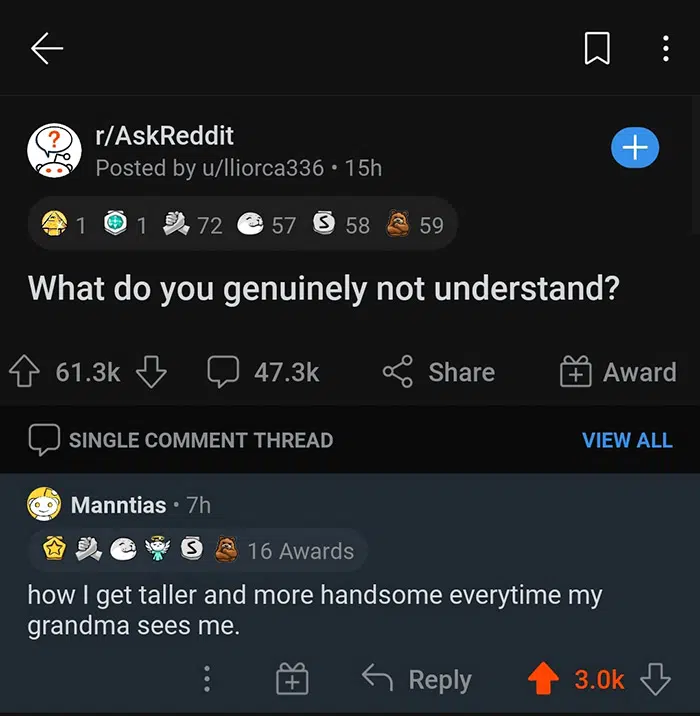 r/AskReddit
Posted by u/lliorca336 • 15h
1 1 72 57 58 59
What do you genuinely not understand?
61.3k 47.3k Share Award
SINGLE COMMENT THREAD VIEW ALL
Manntias • 7h
16 Awards
how I get taller and more handsome everytime my
grandma sees me.
Reply 3.0k